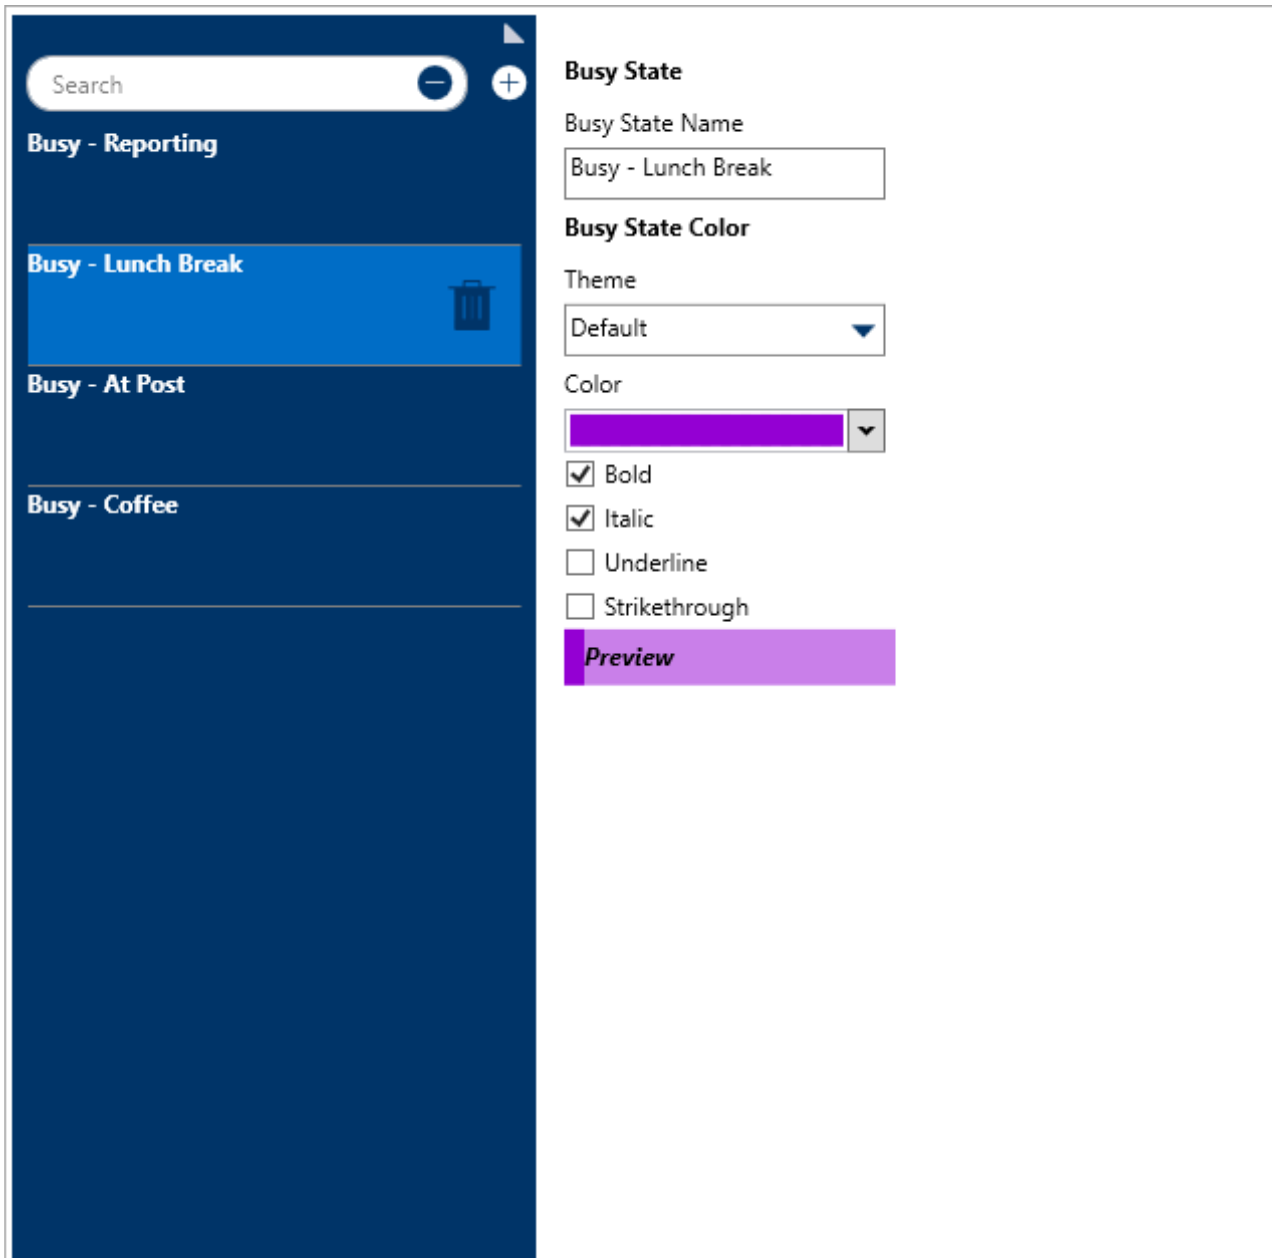 Search
Busy - Reporting
Busy - Lunch Break
Busy - At Post
Busy - Coffee
Busy State
Busy State Name
Busy - Lunch Break
Busy State Color
Theme
Default
Color
Bold
Italic
Underline
Strikethrough
Preview